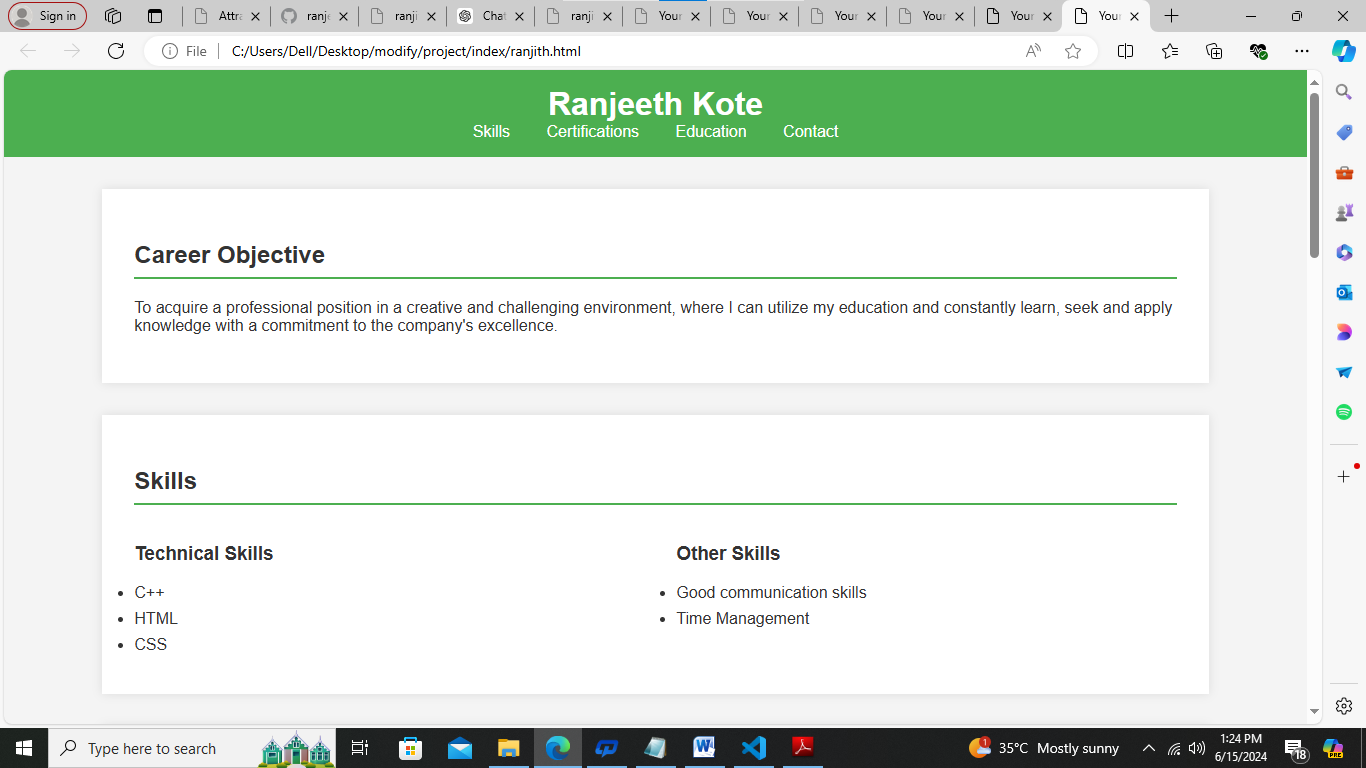 Sign in
Attra
ranje
ranji
Chat
ranji
Your
Your
Your
Your
Your
Your
File
C:/Users/Dell/Desktop/modify/project/index/ranjith.html
Ranjeeth Kote
Skills Certifications Education Contact
Career Objective
To acquire a professional position in a creative and challenging environment, where I can utilize my education and constantly learn, seek and apply
knowledge with a commitment to the company's excellence.
Skills
Technical Skills
C++
HTML
CSS
Other Skills
Good communication skills
Time Management
Type here to search
35°C Mostly sunny
1:24 PM
6/15/2024
18
PRE